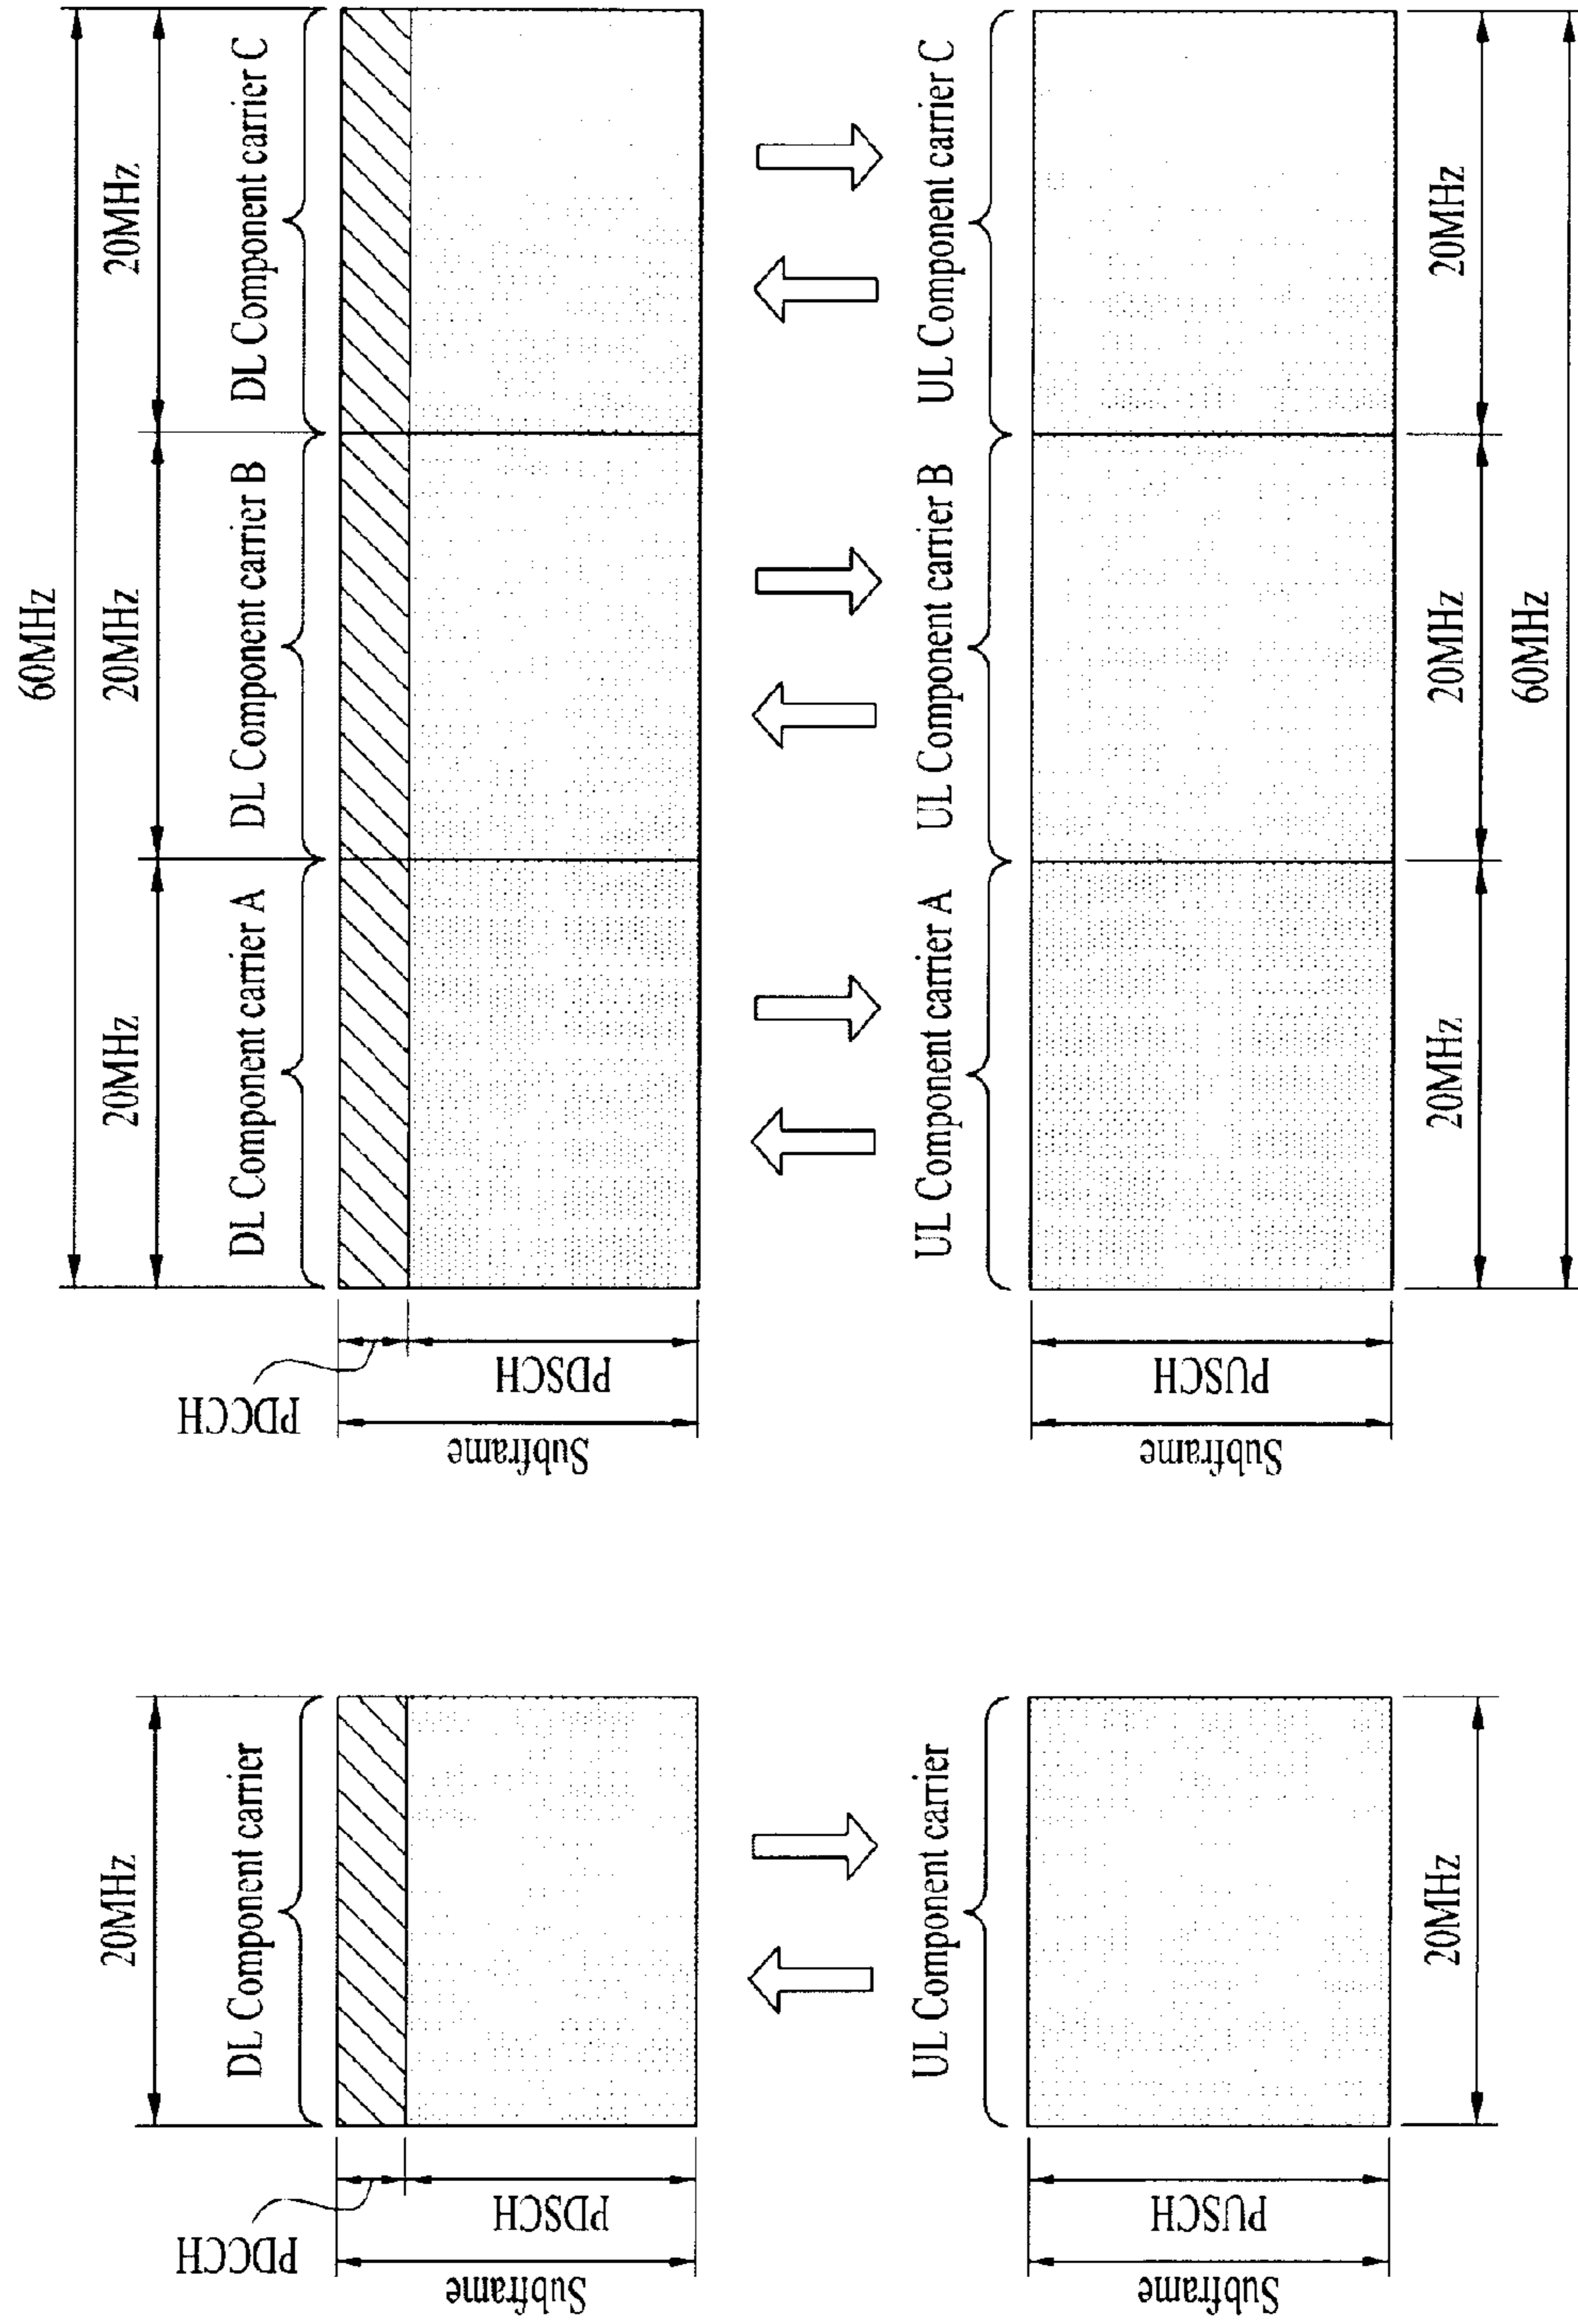 20MHz
DL Component carrier
PDCCH
PDSCH
Subframe
UL Component carrier
PUSCH
Subframe
20MHz
60MHz
20MHz
20MHz
20MHz
DL Component carrier A
DL Component carrier B
DL Component carrier C
PDCCH
PDSCH
Subframe
UL Component carrier A
UL Component carrier B
UL Component carrier C
PUSCH
Subframe
20MHz
20MHz
20MHz
60MHz